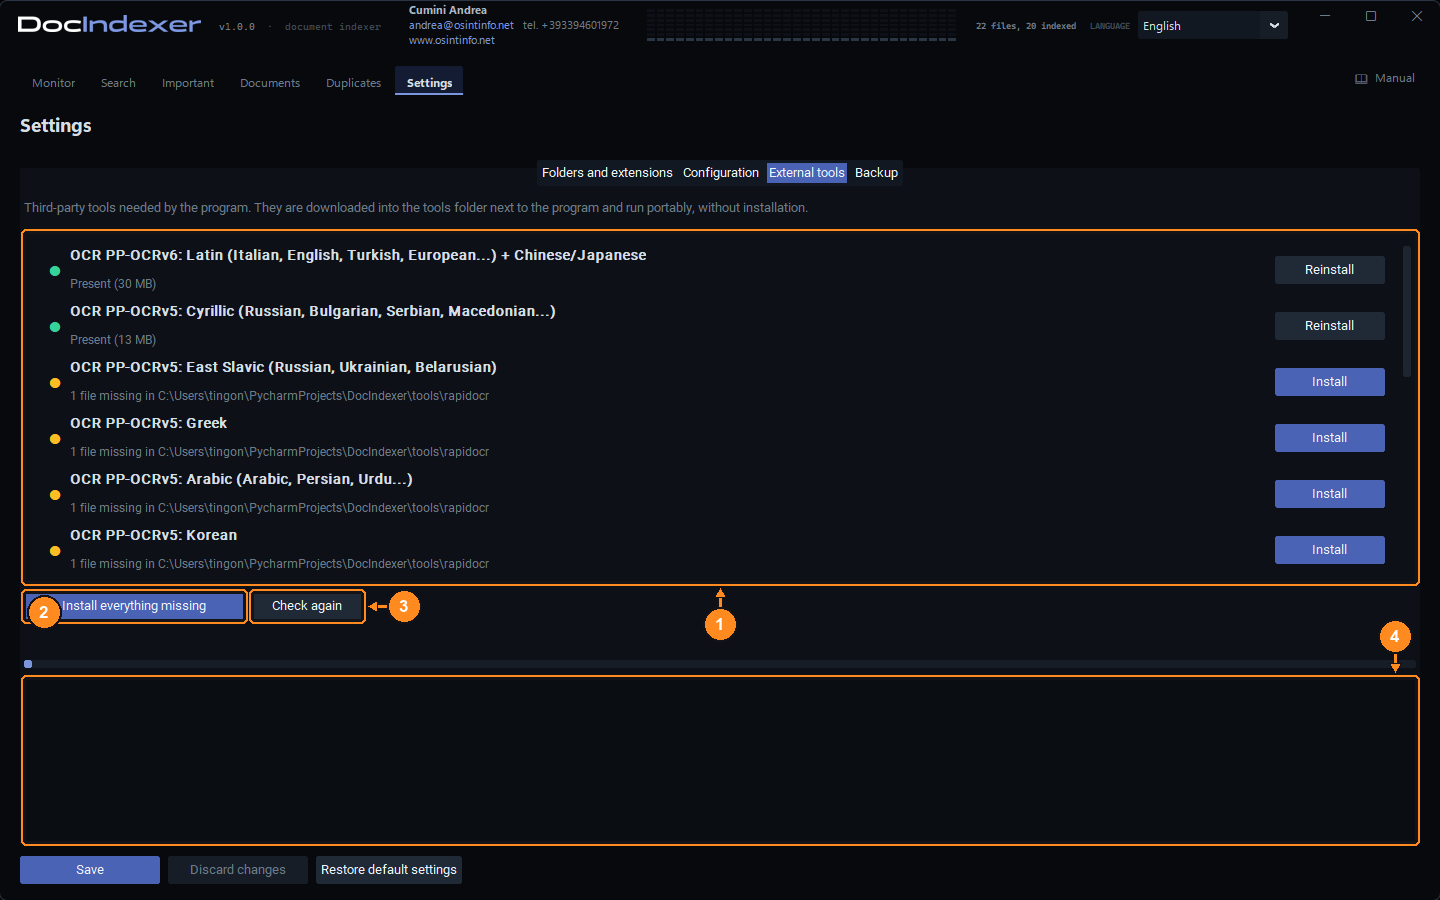 DocIndexer v1.0.0 · document indexer
Cumini Andrea
andrea@osintinfo.net tel. +393394601972
www.osintinfo.net
22 files, 20 indexed LANGUAGE English
Monitor Search Important Documents Duplicates Settings Manual
Settings
Folders and extensions Configuration External tools Backup
Third-party tools needed by the program. They are downloaded into the tools folder next to the program and run portably, without installation.
OCR PP-OCRv6: Latin (Italian, English, Turkish, European...) + Chinese/Japanese
Present (30 MB)
Reinstall
OCR PP-OCRv5: Cyrillic (Russian, Bulgarian, Serbian, Macedonian...)
Present (13 MB)
Reinstall
OCR PP-OCRv5: East Slavic (Russian, Ukrainian, Belarusian)
1 file missing in C:\Users\tingon\PycharmProjects\DocIndexer\tools\rapidocr
Install
OCR PP-OCRv5: Greek
1 file missing in C:\Users\tingon\PycharmProjects\DocIndexer\tools\rapidocr
Install
OCR PP-OCRv5: Arabic (Arabic, Persian, Urdu...)
1 file missing in C:\Users\tingon\PycharmProjects\DocIndexer\tools\rapidocr
Install
OCR PP-OCRv5: Korean
1 file missing in C:\Users\tingon\PycharmProjects\DocIndexer\tools\rapidocr
Install
2 Install everything missing Check again 3
1
4
Save Discard changes Restore default settings